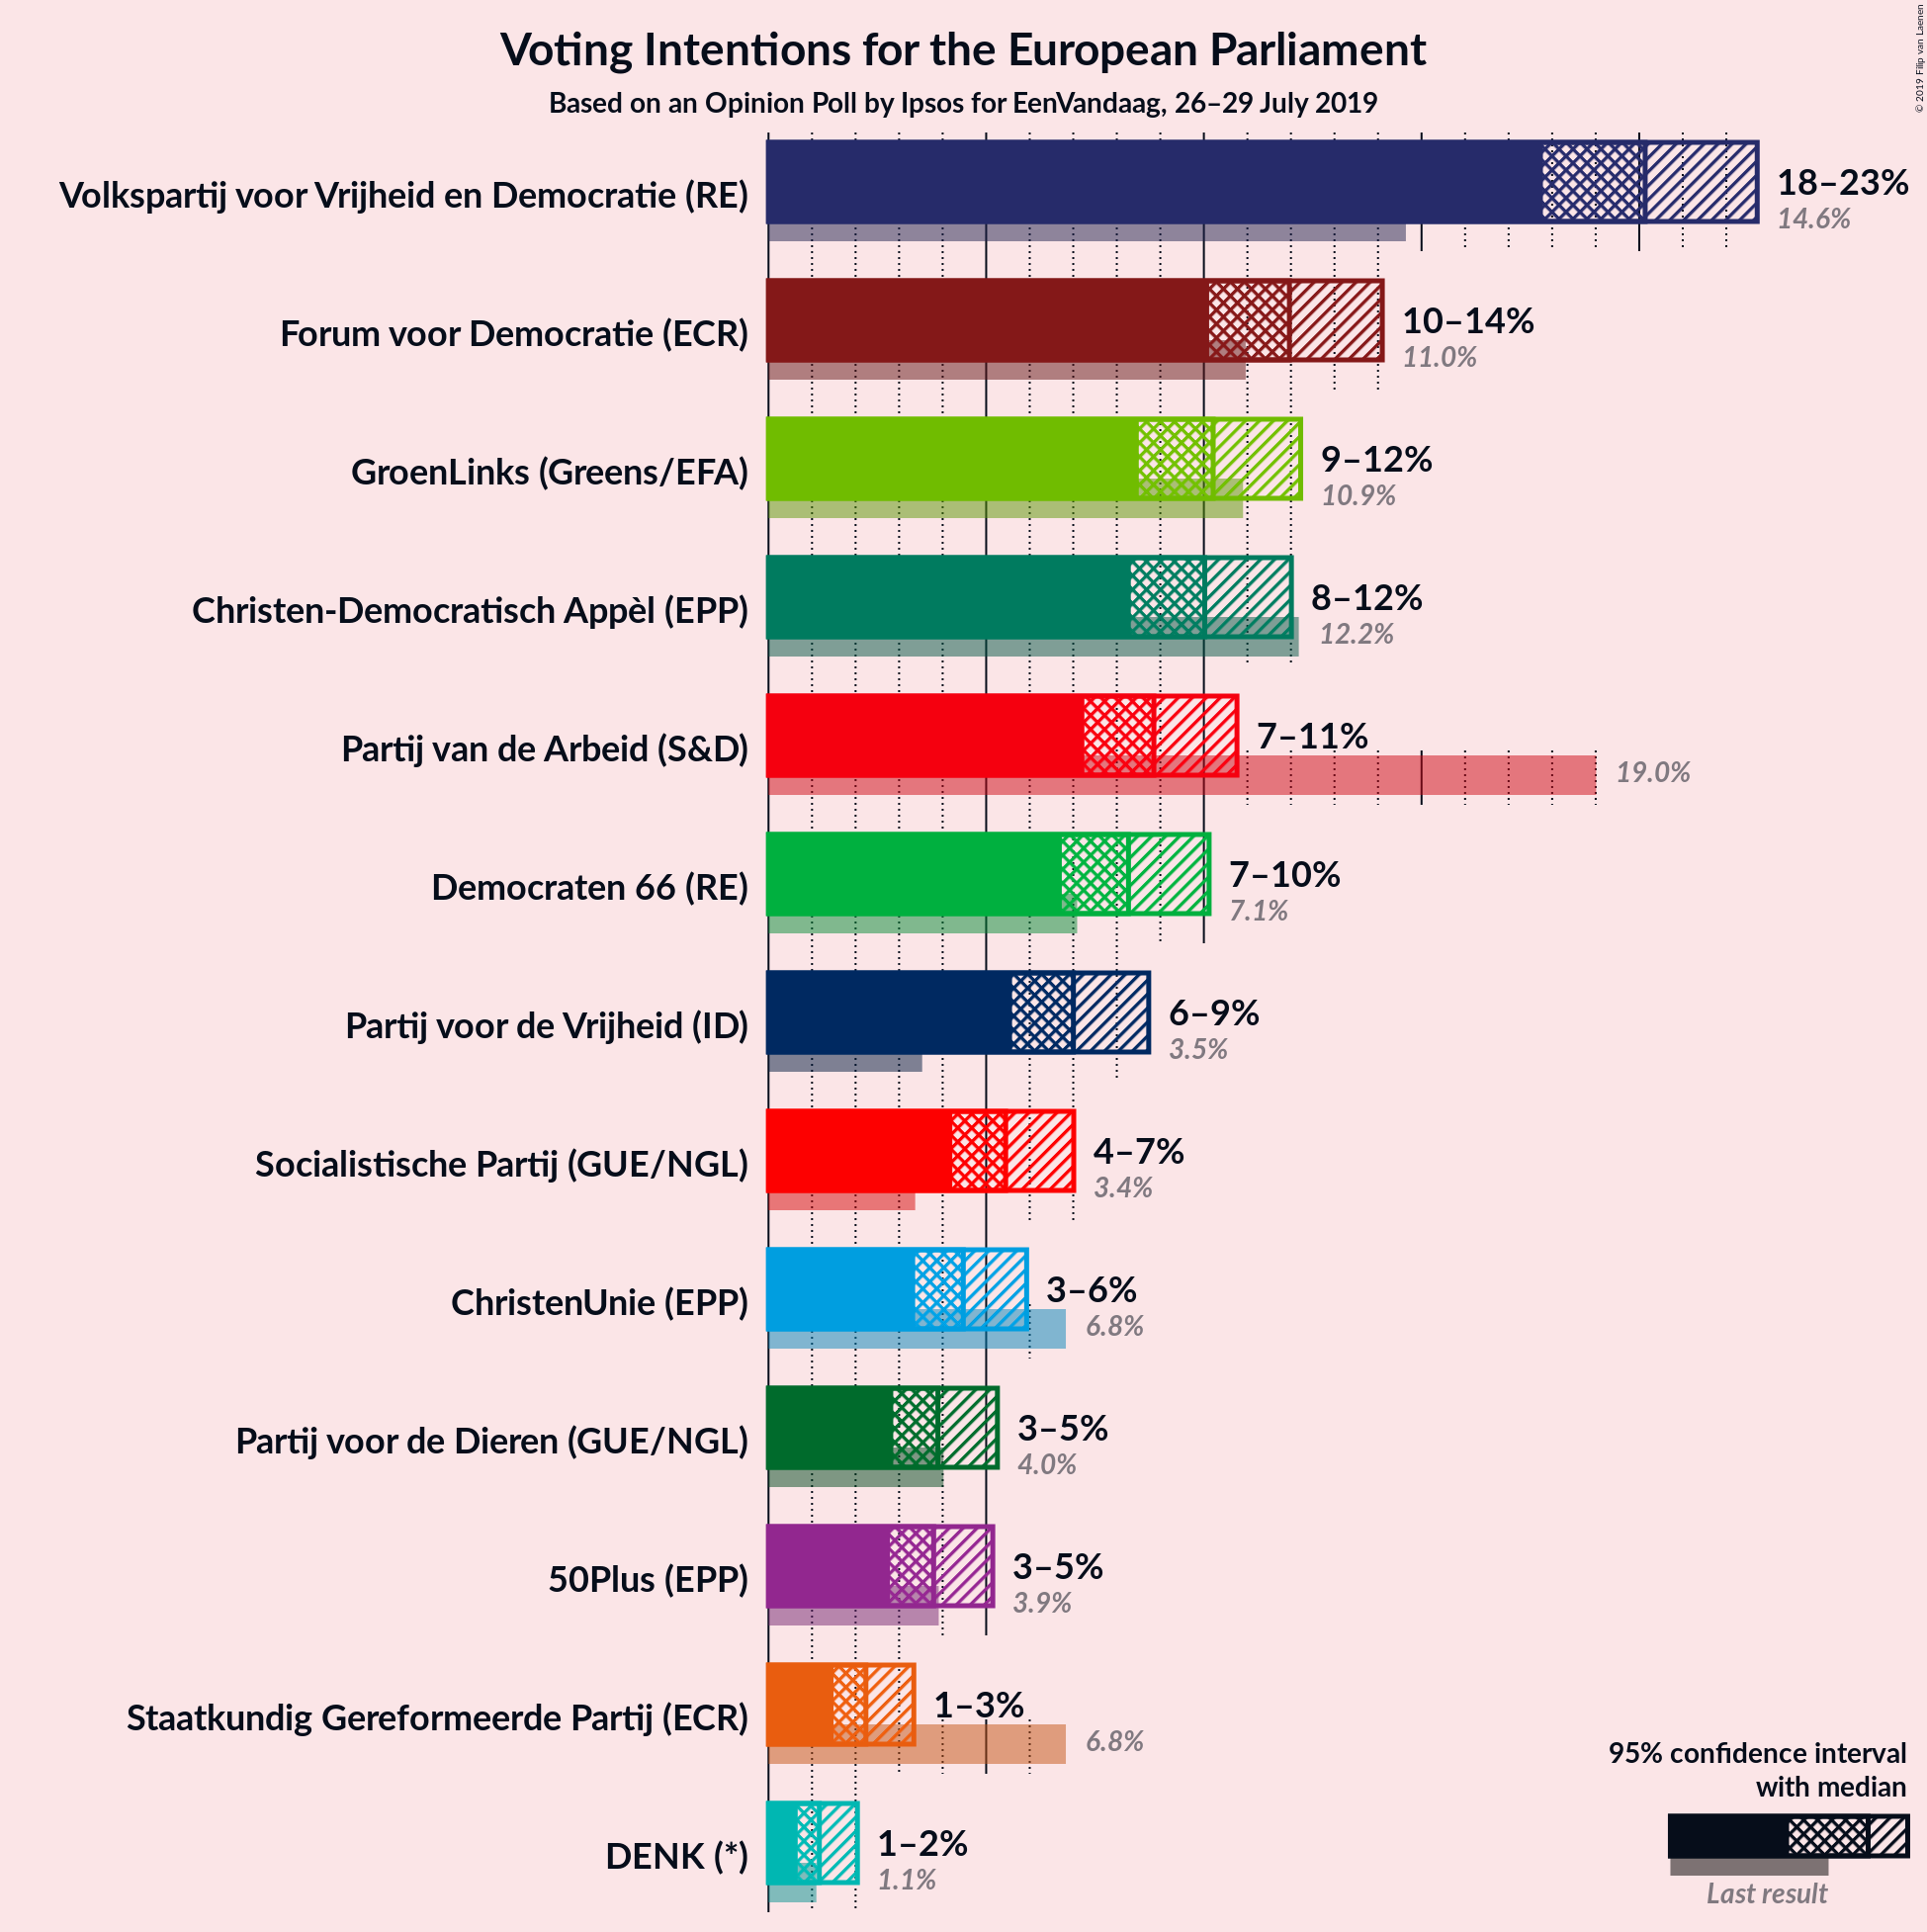 Voting Intentions for the European Parliament
Based on an Opinion Poll by Ipsos for EenVandaag, 26–29 July 2019
© 2019 Filip van Laenen
Volkspartij voor Vrijheid en Democratie (RE)
18–23%
14.6%
Forum voor Democratie (ECR)
10–14%
11.0%
GroenLinks (Greens/EFA)
9–12%
10.9%
Christen-Democratisch Appèl (EPP)
8–12%
12.2%
Partij van de Arbeid (S&D)
7–11%
19.0%
Democraten 66 (RE)
7–10%
7.1%
Partij voor de Vrijheid (ID)
6–9%
3.5%
Socialistische Partij (GUE/NGL)
4–7%
3.4%
ChristenUnie (EPP)
3–6%
6.8%
Partij voor de Dieren (GUE/NGL)
3–5%
4.0%
50Plus (EPP)
3–5%
3.9%
Staatkundig Gereformeerde Partij (ECR)
1–3%
6.8%
DENK (*)
1–2%
1.1%
95% confidence interval
with median
Last result